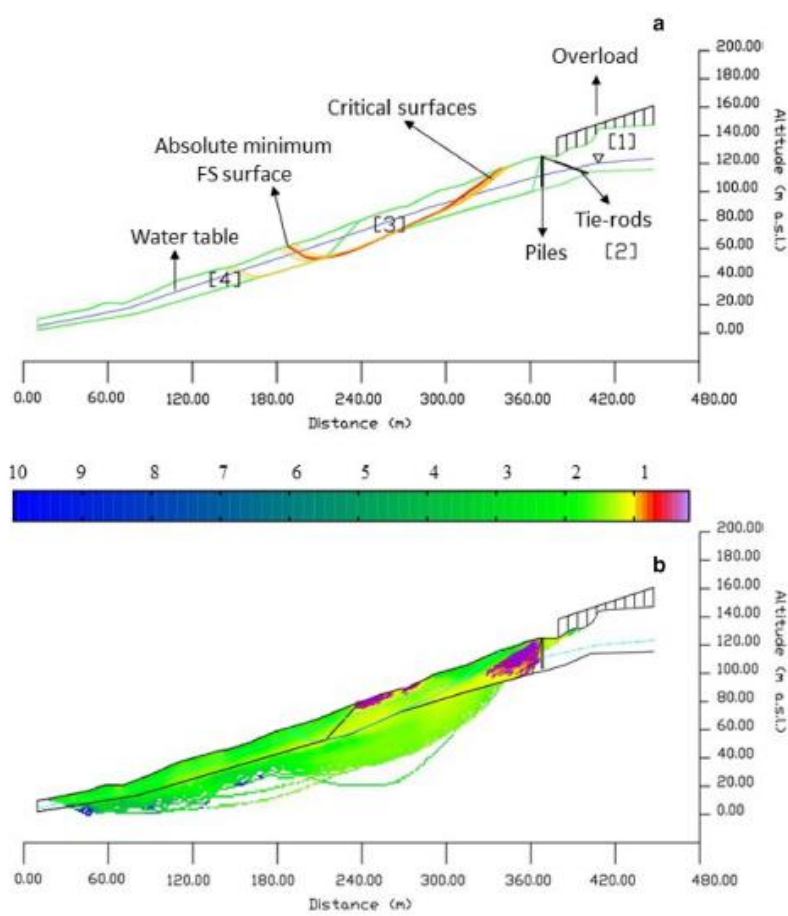 a
200.00
Overload
180.00
160.00
Critical surfaces
140.00
[1]
Absolute minimum
FS surface
120.00
100.00
[3]
Tie-rods
80.00
Water table
Piles
[2]
60.00
[4]
40.00
20.00
0.00
Altitude (m a.s.l.)
0.00 60.00 120.00 180.00 240.00 300.00 360.00 420.00 480.00
Distance (m)
10 9 8 7 6 5 4 3 2 1
b
200.00
180.00
160.00
140.00
120.00
100.00
80.00
60.00
40.00
20.00
0.00
Altitude (m a.s.l.)
0.00 60.00 120.00 180.00 240.00 300.00 360.00 420.00 480.00
Distance (m)